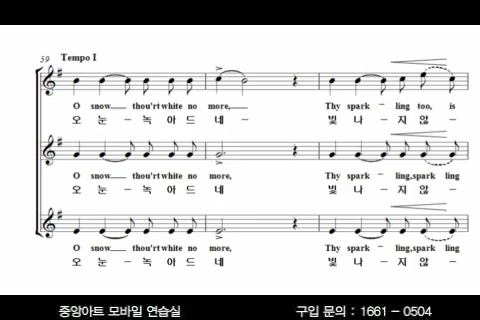 59 Tempo I
O snow thou'rt white no more, Thy spark - ling too, is
오 눈 - 녹 아 드 네 - 빛 나 - 지 않 -
O snow thou'rt white no more, Thy spark - ling,spark ling
오 눈 - 녹 아 드 네 빛 나 - 지 않 -
O snow thou'rt white no more, Thy spark - ling,spark ling
오 눈 - 녹 아 드 네 빛 나 - 지 않 -
중앙아트 모바일 연습실 구입 문의 : 1661 - 0504